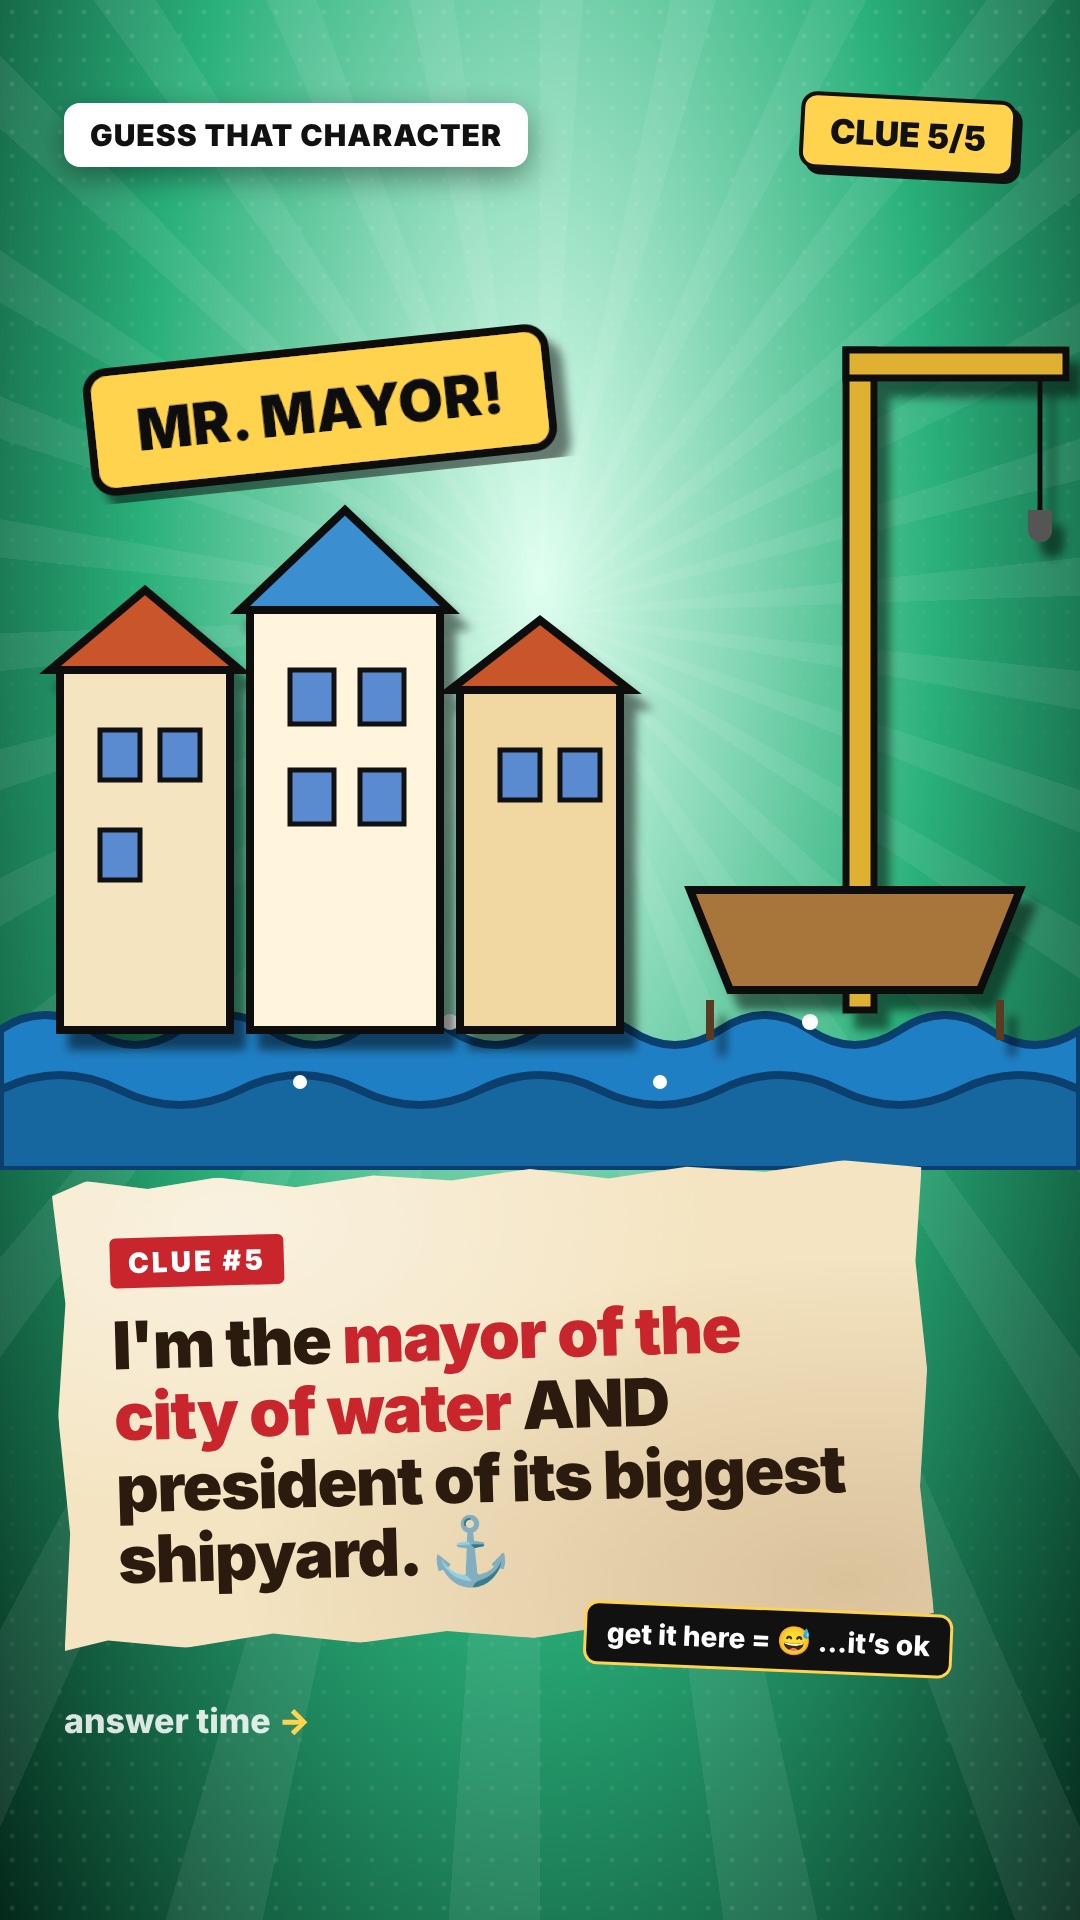 GUESS THAT CHARACTER
CLUE 5/5
MR. MAYOR!
CLUE #5
I'm the mayor of the
city of water AND
president of its biggest
shipyard. ⚓
get it here = 😅 ...it's ok
answer time →